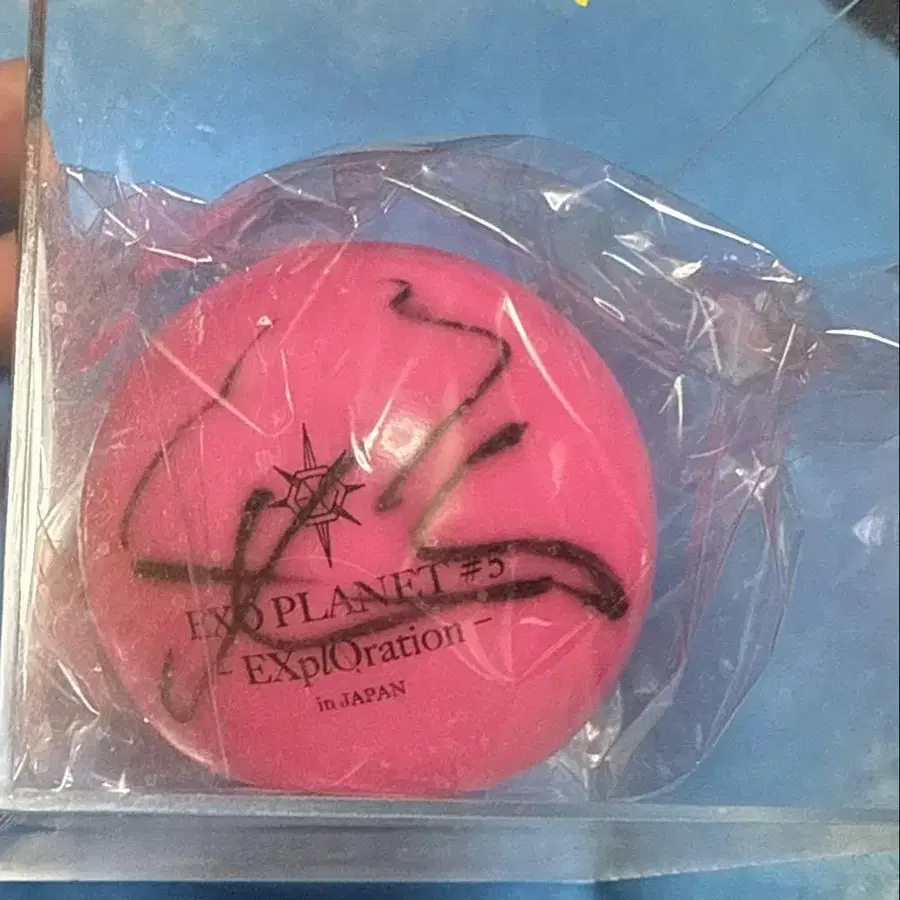 EXO PLANET #5
- EXplOration -
in JAPAN